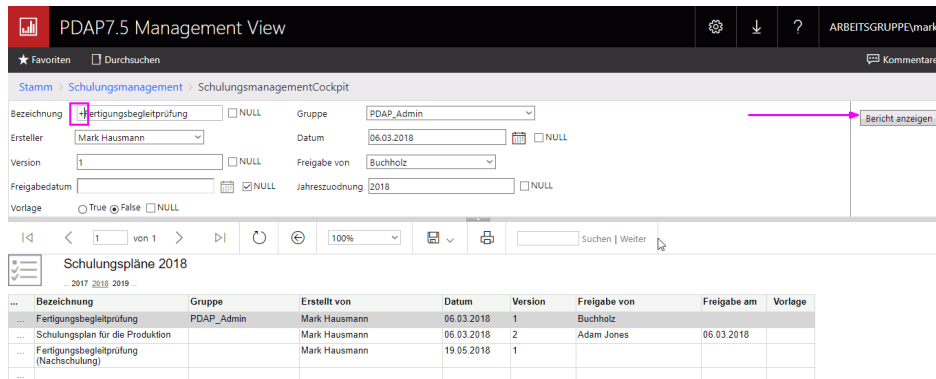 PDAP7.5 Management View
ARBEITSGRUPPE\mark
Favoriten Durchsuchen Kommentare
Stamm > Schulungsmanagement > SchulungsmanagementCockpit
Bezeichnung +Fertigungsbegleitprüfung NULL Gruppe PDAP_Admin Bericht anzeigen
Ersteller Mark Hausmann Datum 06.03.2018 NULL
Version 1 NULL Freigabe von Buchholz
Freigabedatum NULL Jahreszuodnung 2018 NULL
Vorlage True False NULL
1 von 1 100% Suchen | Weiter
Schulungspläne 2018
... 2017 2018 2019 ...
... Bezeichnung Gruppe Erstellt von Datum Version Freigabe von Freigabe am Vorlage
... Fertigungsbegleitprüfung PDAP_Admin Mark Hausmann 06.03.2018 1 Buchholz
... Schulungsplan für die Produktion Mark Hausmann 06.03.2018 2 Adam Jones 06.03.2018
... Fertigungsbegleitprüfung Mark Hausmann 19.05.2018 1
(Nachschulung)
...